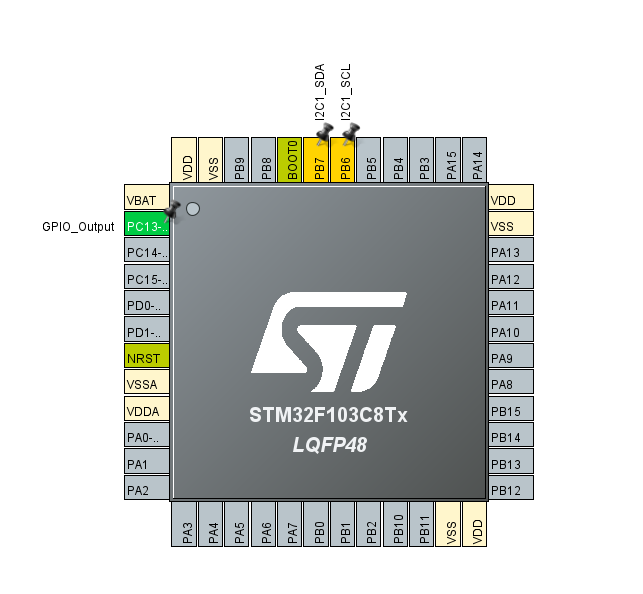 I2C1_SDA
I2C1_SCL
VDD
VSS
PB9
PB8
BOOT0
PB7
PB6
PB5
PB4
PB3
PA15
PA14
VBAT
GPIO_Output
PC13-..
PC14-..
PC15-..
PD0-..
PD1-..
NRST
VSSA
VDDA
PA0-..
PA1
PA2
VDD
VSS
PA13
PA12
PA11
PA10
PA9
PA8
PB15
PB14
PB13
PB12
ST
STM32F103C8Tx
LQFP48
PA3
PA4
PA5
PA6
PA7
PB0
PB1
PB2
PB10
PB11
VSS
VDD